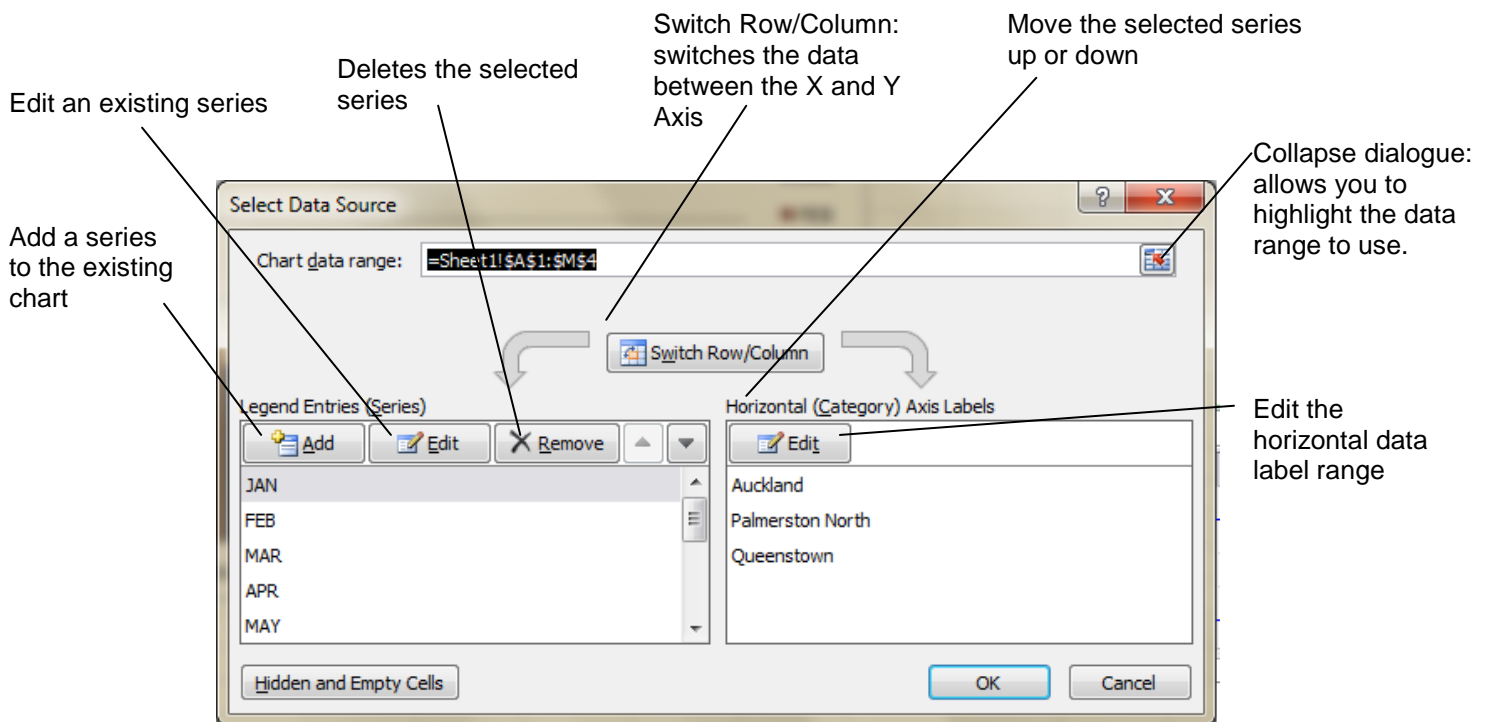 Switch Row/Column:
switches the data
between the X and Y
Axis
Move the selected series
up or down
Deletes the selected
series
Edit an existing series
Collapse dialogue:
allows you to
highlight the data
range to use.
Add a series
to the existing
chart
Select Data Source
?
X
Chart data range:
=Sheet1!$A$1:$M$4
Switch Row/Column
Legend Entries (Series)
Horizontal (Category) Axis Labels
Add
Edit
Remove
Edit
Edit the
horizontal data
label range
JAN
FEB
MAR
APR
MAY
Auckland
Palmerston North
Queenstown
Hidden and Empty Cells
OK
Cancel